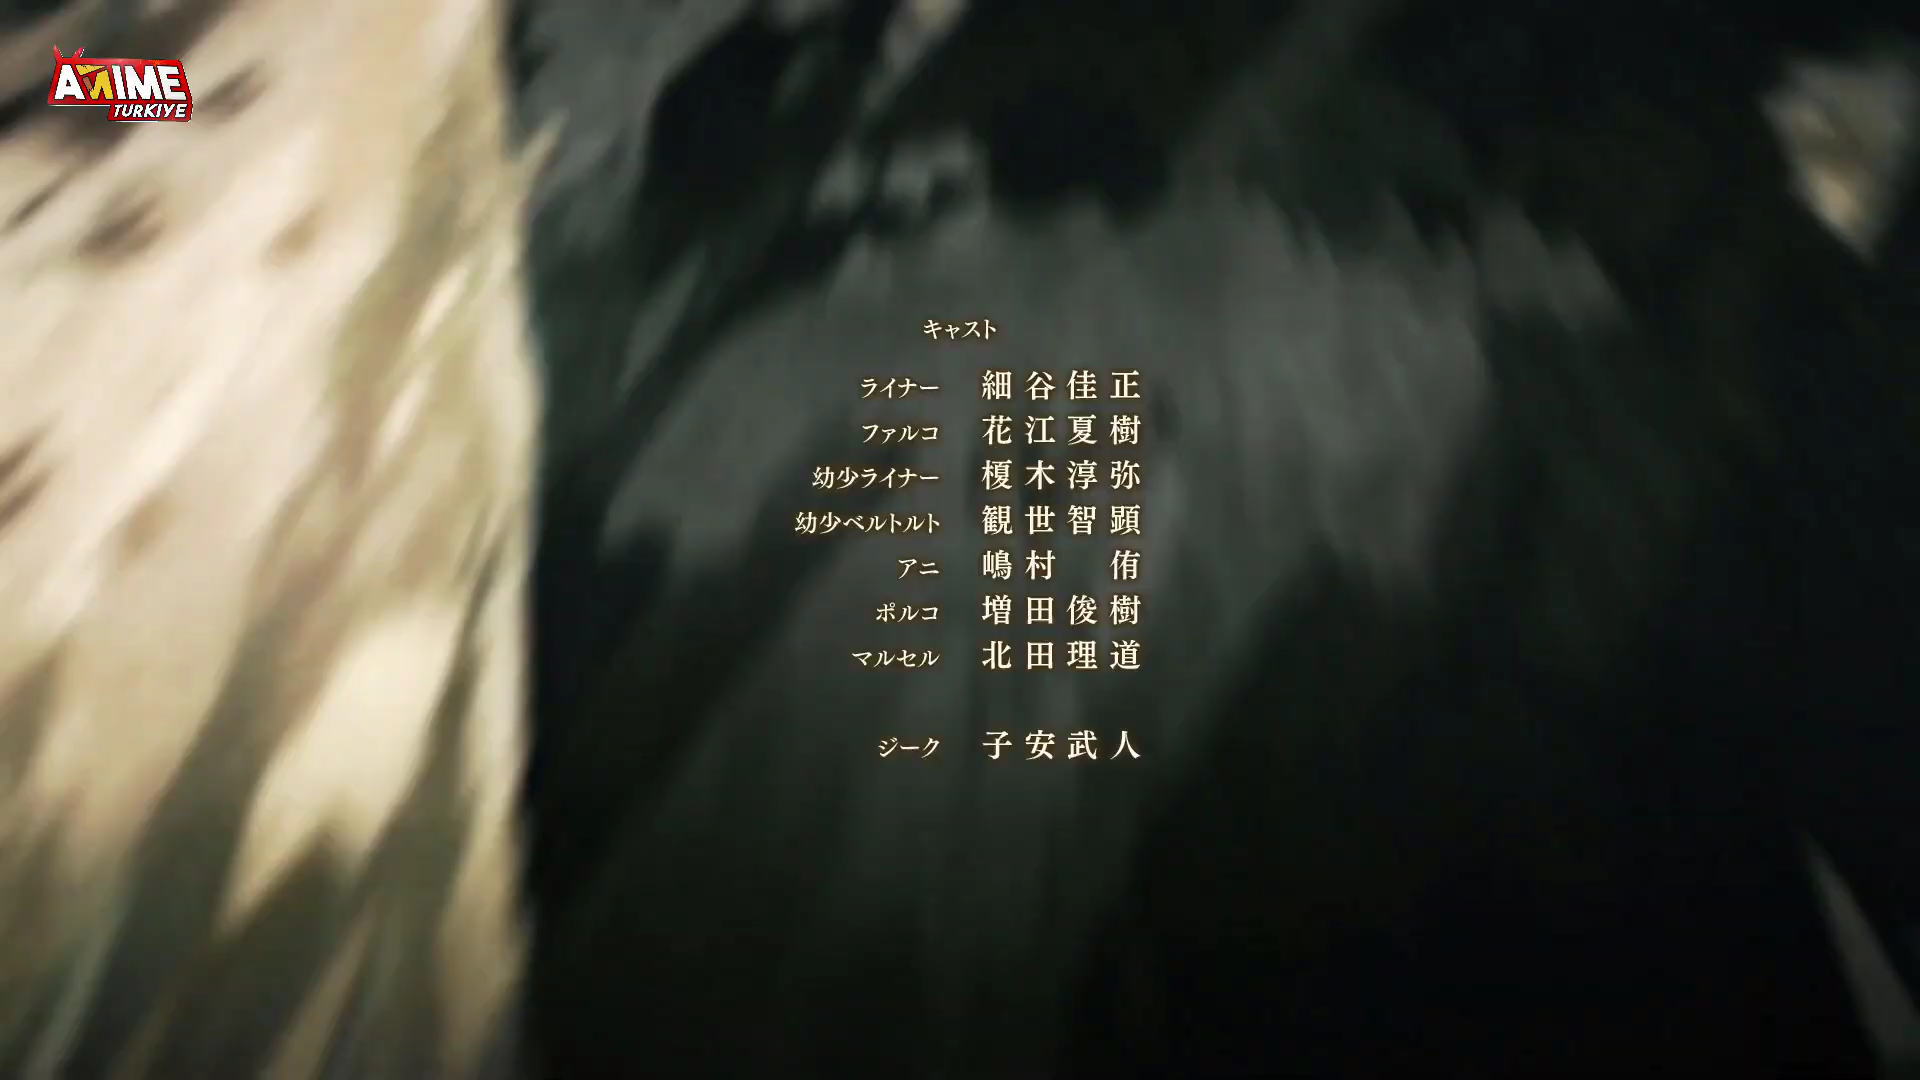 ANIME
TURKIYE
キャスト
ライナー 細谷佳正
ファルコ 花江夏樹
幼少ライナー 榎木淳弥
幼少ベルトルト 観世智顕
アニ 嶋村 侑
ポルコ 増田俊樹
マルセル 北田理道
ジーク 子安武人